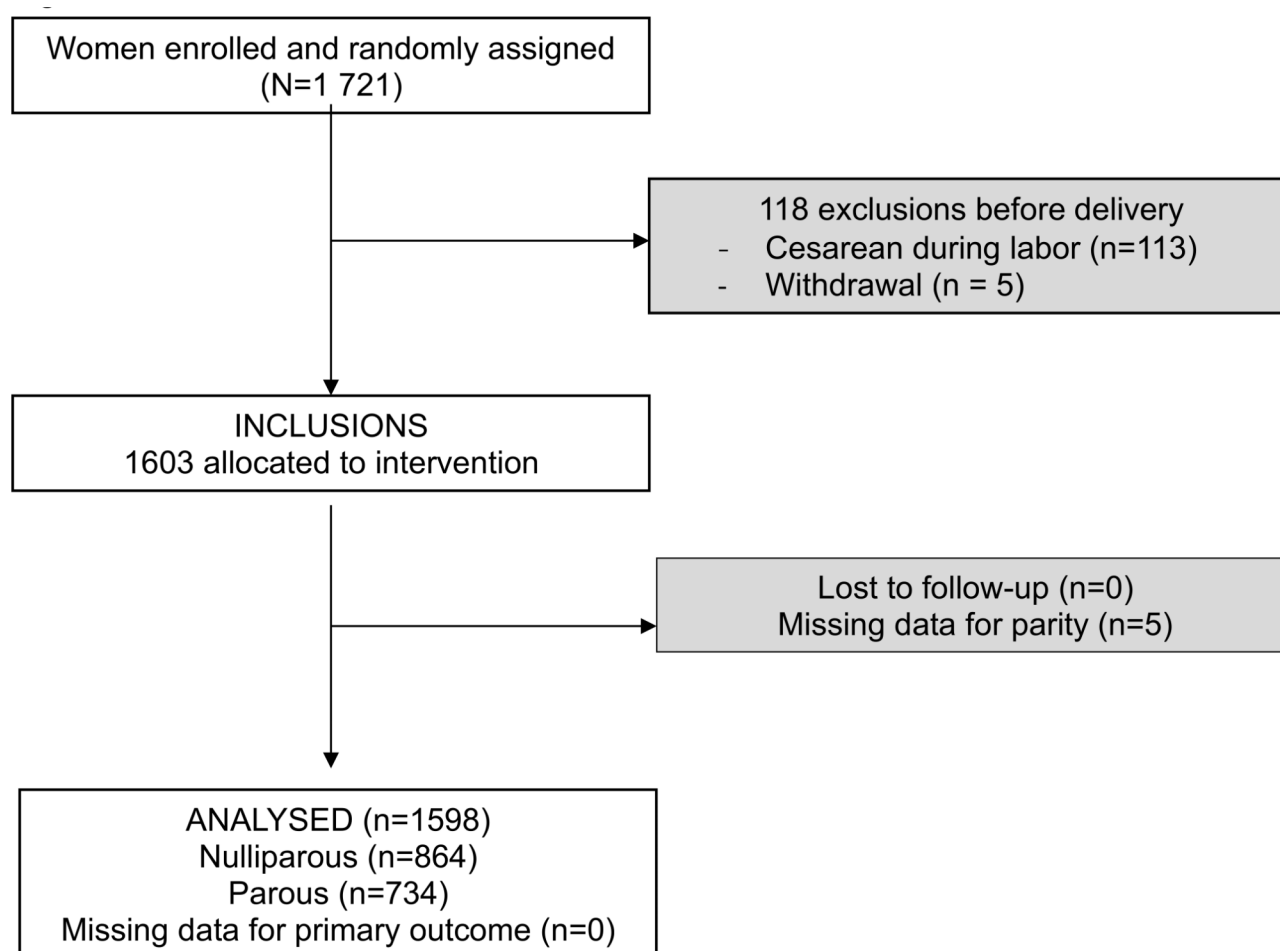 Women enrolled and randomly assigned
(N=1 721)
118 exclusions before delivery
- Cesarean during labor (n=113)
- Withdrawal (n = 5)
INCLUSIONS
1603 allocated to intervention
Lost to follow-up (n=0)
Missing data for parity (n=5)
ANALYSED (n=1598)
Nulliparous (n=864)
Parous (n=734)
Missing data for primary outcome (n=0)